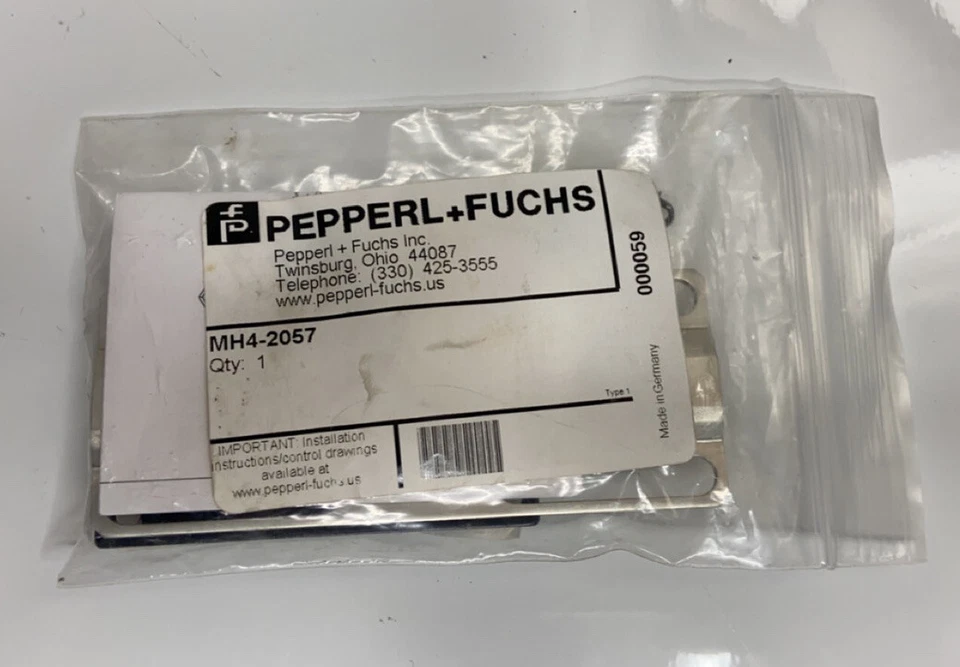 PEPPERL+FUCHS
Pepperl + Fuchs Inc.
Twinsburg, Ohio 44087
Telephone: (330) 425-3555
www.pepperl-fuchs.us
000059
MH4-2057
Qty: 1
Type 1
Made in Germany
IMPORTANT: Installation
instructions/control drawings
available at
www.pepperl-fuchs.us